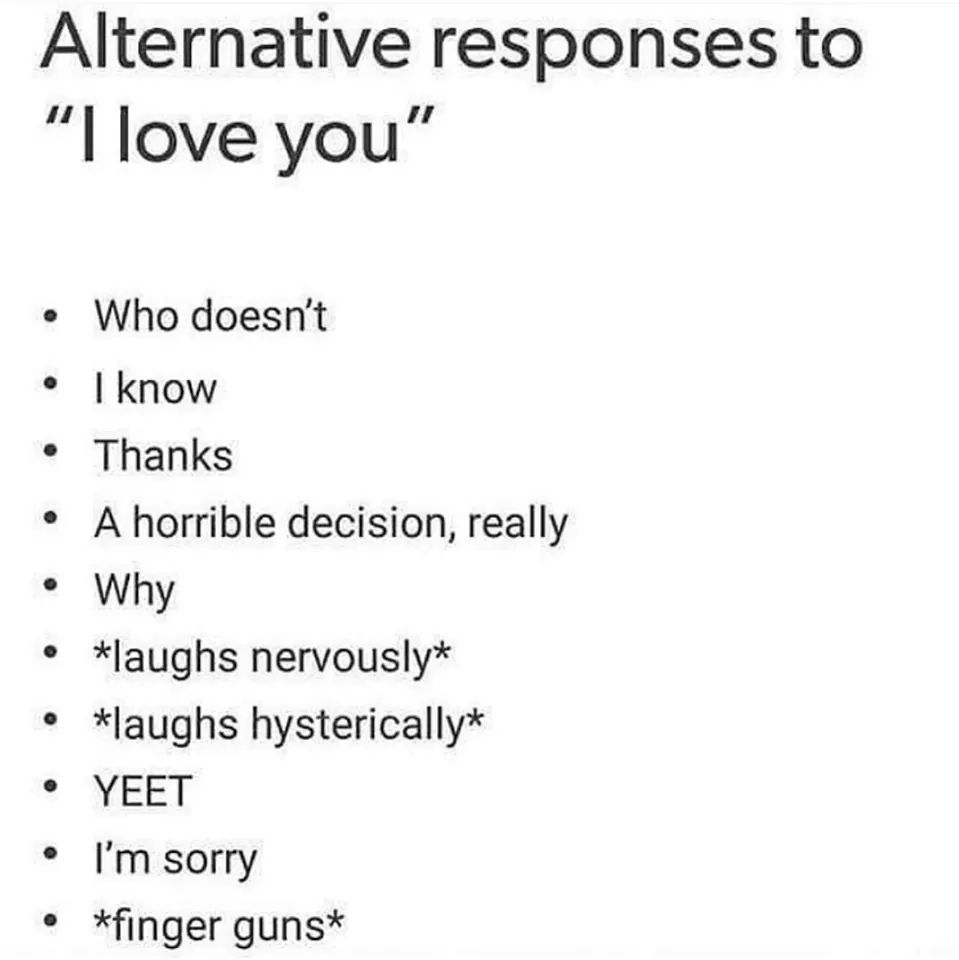 Alternative responses to
“I love you”
• Who doesn’t
• I know
• Thanks
• A horrible decision, really
• Why
• *laughs nervously*
• *laughs hysterically*
• YEET
• I’m sorry
• *finger guns*